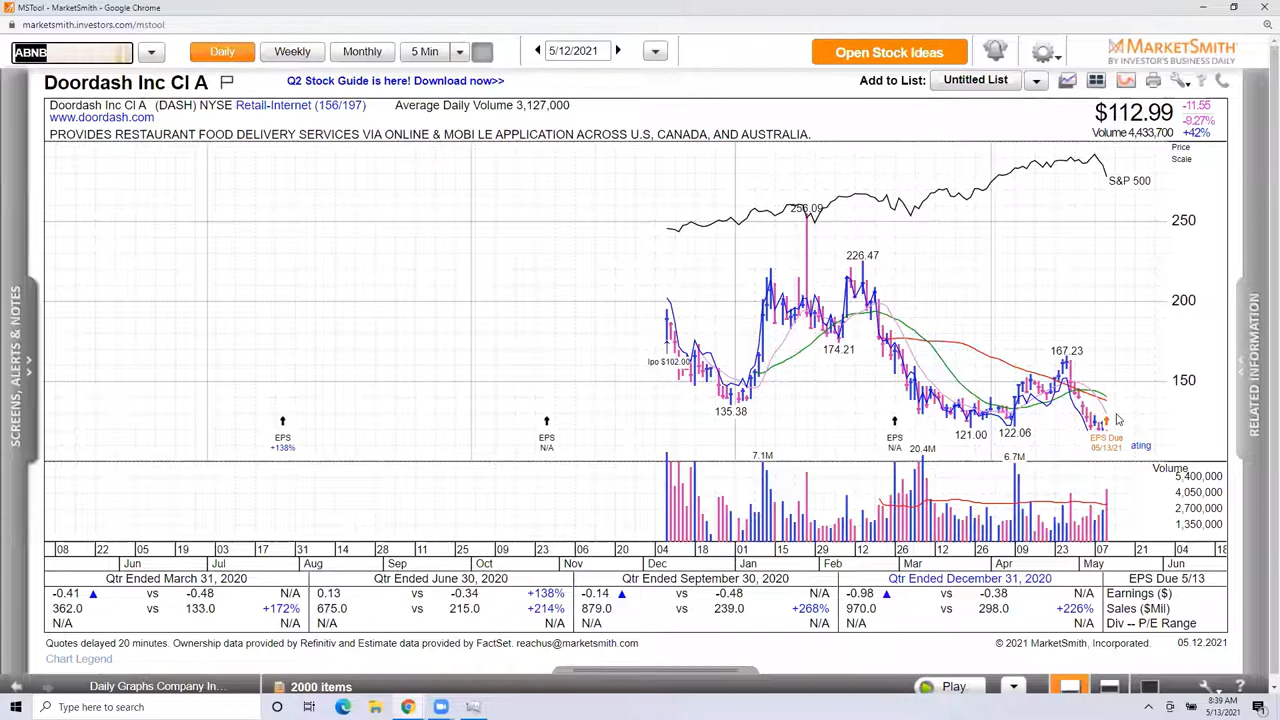 MSTool - MarketSmith - Google Chrome
marketsmith.investors.com/mstool
ABNB
Daily
Weekly
Monthly
5 Min
5/12/2021
Open Stock Ideas
MarketSmith
BY INVESTOR'S BUSINESS DAILY
Doordash Inc Cl A
Q2 Stock Guide is here! Download now>>
Add to List:
Untitled List
Doordash Inc Cl A (DASH) NYSE Retail-Internet (156/197) Average Daily Volume 3,127,000
$112.99
-11.55
-9.27%
www.doordash.com
Volume 4,433,700
+42%
PROVIDES RESTAURANT FOOD DELIVERY SERVICES VIA ONLINE & MOBI LE APPLICATION ACROSS U.S, CANADA, AND AUSTRALIA.
Price
Scale
S&P 500
258.09
250
226.47
200
174.21
167.23
Ipo $102.00
150
135.38
121.00
122.06
EPS
+138%
EPS
N/A
EPS
N/A
EPS Due
05/13/21
ating
7.1M
20.4M
6.7M
Volume
5,400,000
4,050,000
2,700,000
1,350,000
08 22 05 19 03 17 31 14 28 11 25 09 23 06 20 04 18 01 15 29 12 26 12 26 09 23 07 21 04 18
Jun Jul Aug Sep Oct Nov Dec Jan Feb Mar Apr May Jun
Qtr Ended March 31, 2020
Qtr Ended June 30, 2020
Qtr Ended September 30, 2020
Qtr Ended December 31, 2020
EPS Due 5/13
-0.41 vs -0.48 N/A
0.13 vs -0.34 +138%
-0.14 vs -0.48 N/A
-0.98 vs -0.38 N/A
Earnings ($)
362.0 vs 133.0 +172%
675.0 vs 215.0 +214%
879.0 vs 239.0 +268%
970.0 vs 298.0 +226%
Sales ($Mil)
N/A N/A
N/A N/A
N/A N/A
N/A N/A
Div -- P/E Range
Quotes delayed 20 minutes. Ownership data provided by Refinitiv and Estimate data provided by FactSet. reachus@marketsmith.com
© 2021 MarketSmith, Incorporated.
05.12.2021
Chart Legend
SCREENS, ALERTS & NOTES
RELATED INFORMATION
Daily Graphs Company In...
2000 items
Play
Type here to search
8:39 AM
5/13/2021